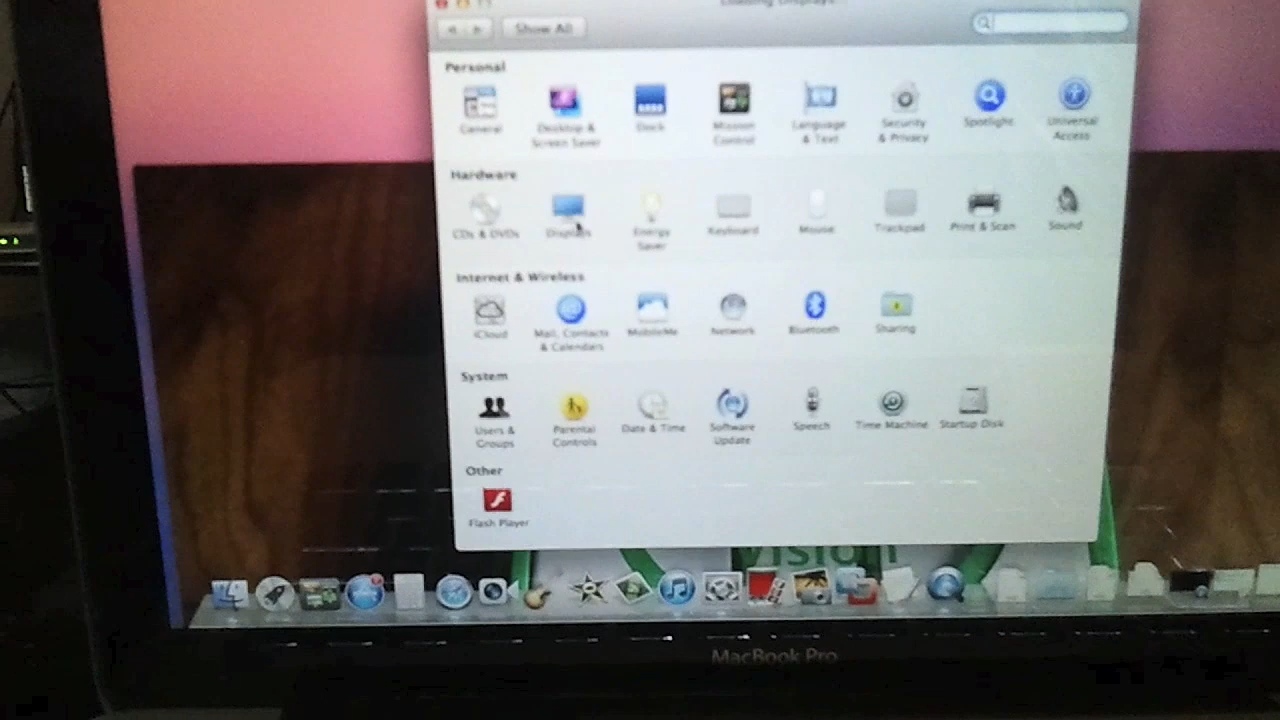 Loading Displays...
Show All
Personal
General
Desktop &
Screen Saver
Dock
Mission
Control
Language
& Text
Security
& Privacy
Spotlight
Universal
Access
Hardware
CDs & DVDs
Displays
Energy
Saver
Keyboard
Mouse
Trackpad
Print & Scan
Sound
Internet & Wireless
iCloud
Mail, Contacts
& Calendars
MobileMe
Network
Bluetooth
Sharing
System
Users &
Groups
Parental
Controls
Date & Time
Software
Update
Speech
Time Machine
Startup Disk
Other
Flash Player
Vision
MacBook Pro